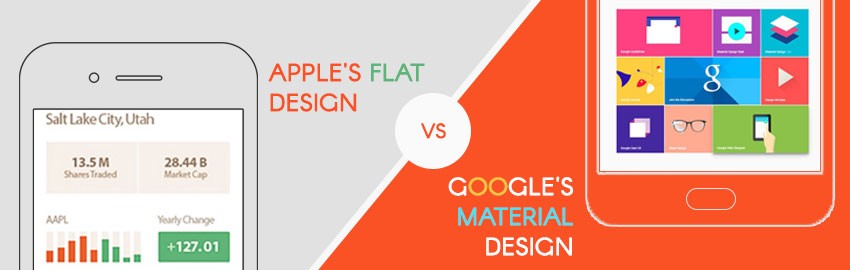 Salt Lake City, Utah
13.5 M
Shares Traded
28.44 B
Market Cap
AAPL
Yearly Change
+127.01
APPLE'S FLAT
DESIGN
VS
GOOGLE'S
MATERIAL
DESIGN
g